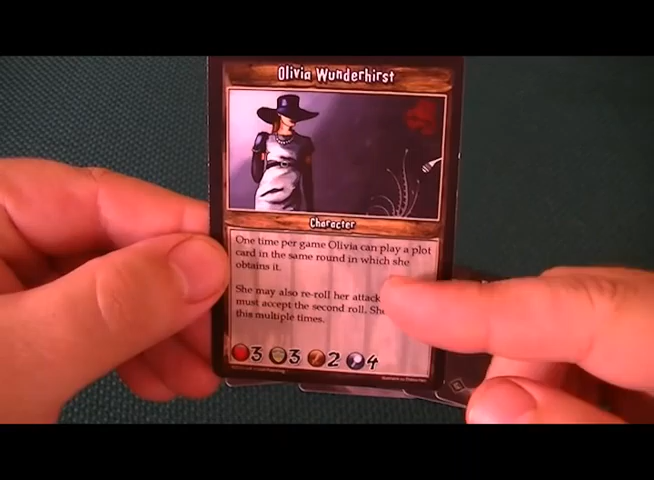 Olivia Wunderhirst
Character
One time per game Olivia can play a plot
card in the same round in which she
obtains it.
She may also re-roll her attack
must accept the second roll. She
this multiple times.
3 3 2 4